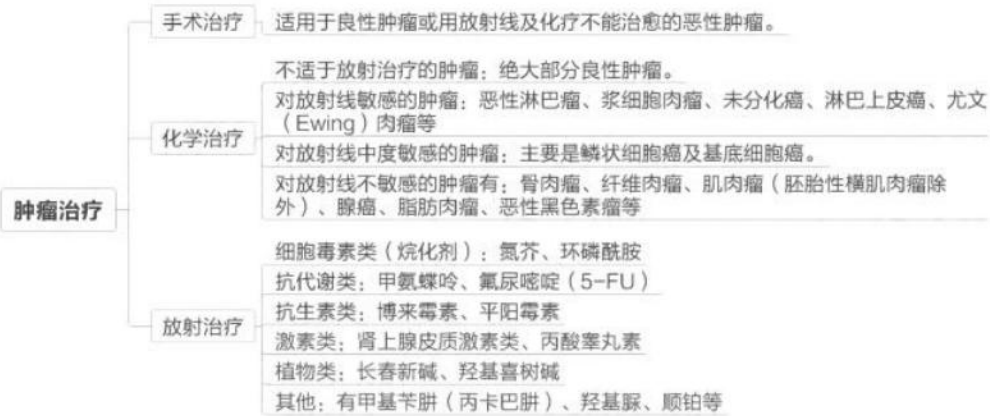 肿瘤治疗
手术治疗
适用于良性肿瘤或用放射线及化疗不能治愈的恶性肿瘤。
化学治疗
不适于放射治疗的肿瘤：绝大部分良性肿瘤。
对放射线敏感的肿瘤：恶性淋巴瘤、浆细胞肉瘤、未分化癌、淋巴上皮癌、尤文
（Ewing）肉瘤等
对放射线中度敏感的肿瘤：主要是鳞状细胞癌及基底细胞癌。
对放射线不敏感的肿瘤有：骨肉瘤、纤维肉瘤、肌肉瘤（胚胎性横肌肉瘤除
外）、腺癌、脂肪肉瘤、恶性黑色素瘤等
放射治疗
细胞毒素类（烷化剂）：氮芥、环磷酰胺
抗代谢类：甲氨蝶呤、氟尿嘧啶（5-FU）
抗生素类：博来霉素、平阳霉素
激素类：肾上腺皮质激素类、丙酸睾丸素
植物类：长春新碱、羟基喜树碱
其他：有甲基苄肼（丙卡巴肼）、羟基脲、顺铂等